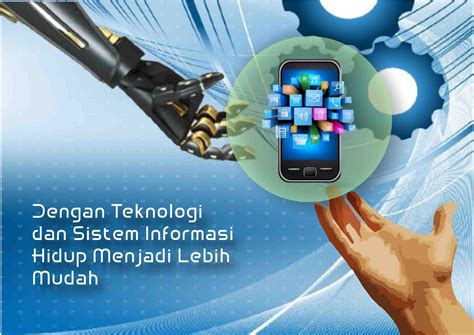 Dengan Teknologi
dan Sistem Informasi
Hidup Menjadi Lebih
Mudah